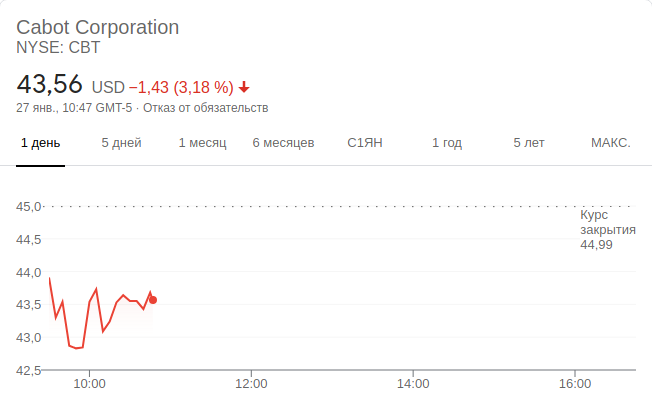 Cabot Corporation
NYSE: CBT
43,56 USD −1,43 (3,18 %)
27 янв., 10:47 GMT-5 · Отказ от обязательств
1 день 5 дней 1 месяц 6 месяцев С1ЯН 1 год 5 лет МАКС.
45,0
Курс
закрытия
44,99
44,5
44,0
43,5
43,0
42,5
10:00 12:00 14:00 16:00